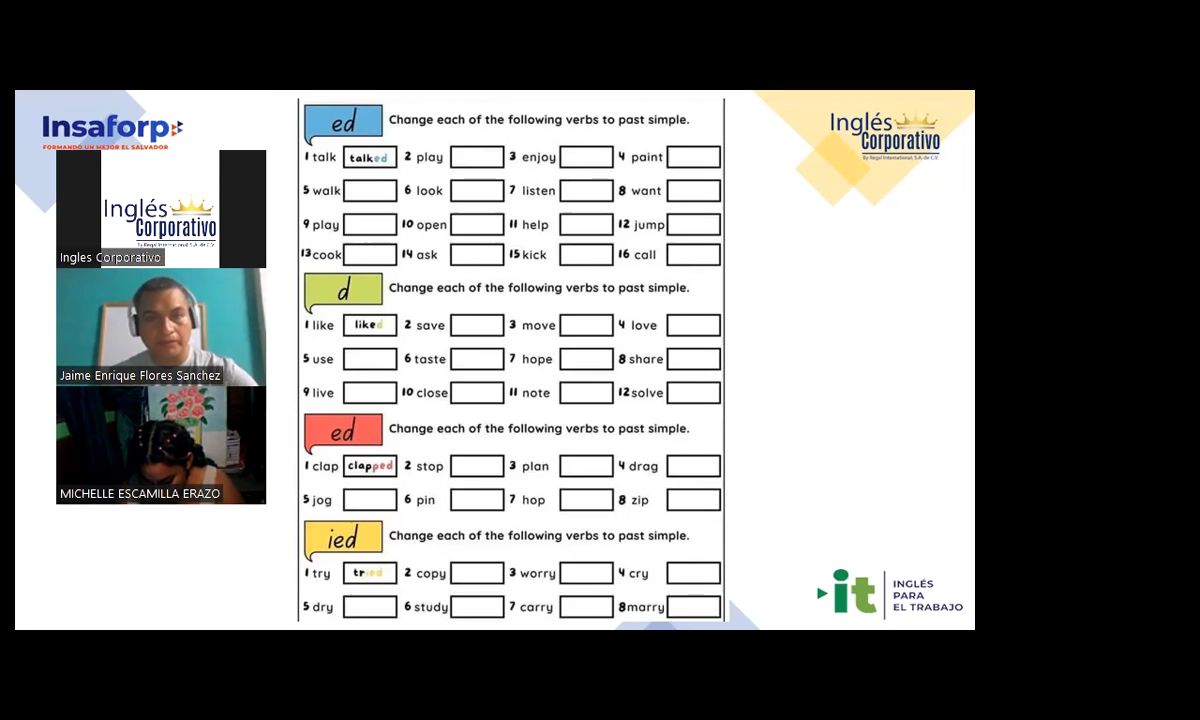 Insaforp
FORMANDO UN MEJOR EL SALVADOR
Inglés
Corporativo
By Regal International, S.A. de C.V.
Inglés
Corporativo
By Regal International, S.A. de C.V.
Ingles Corporativo
Jaime Enrique Flores Sanchez
MICHELLE ESCAMILLA ERAZO
ed Change each of the following verbs to past simple.
1 talk talked 2 play 3 enjoy 4 paint
5 walk 6 look 7 listen 8 want
9 play 10 open 11 help 12 jump
13 cook 14 ask 15 kick 16 call
d Change each of the following verbs to past simple.
1 like liked 2 save 3 move 4 love
5 use 6 taste 7 hope 8 share
9 live 10 close 11 note 12 solve
ed Change each of the following verbs to past simple.
1 clap clapped 2 stop 3 plan 4 drag
5 jog 6 pin 7 hop 8 zip
ied Change each of the following verbs to past simple.
1 try tried 2 copy 3 worry 4 cry
5 dry 6 study 7 carry 8 marry
it INGLÉS
PARA
EL TRABAJO